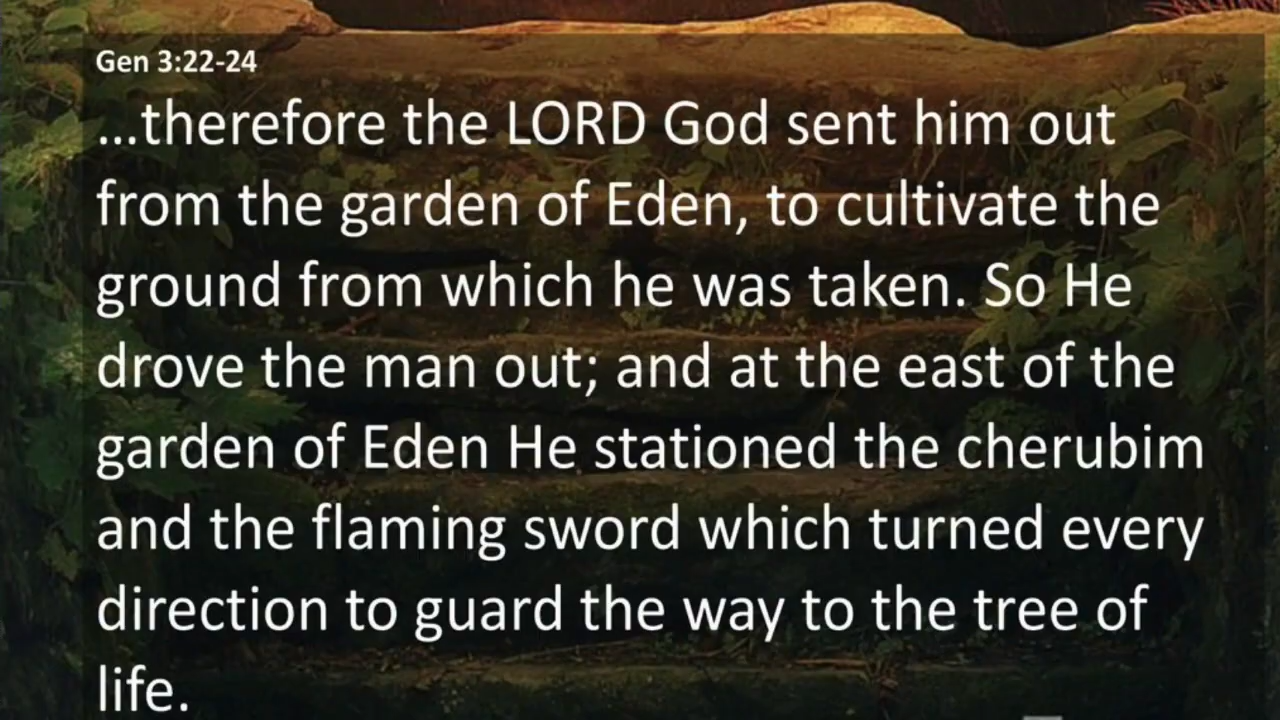 Gen 3:22-24
...therefore the LORD God sent him out
from the garden of Eden, to cultivate the
ground from which he was taken. So He
drove the man out; and at the east of the
garden of Eden He stationed the cherubim
and the flaming sword which turned every
direction to guard the way to the tree of
life.